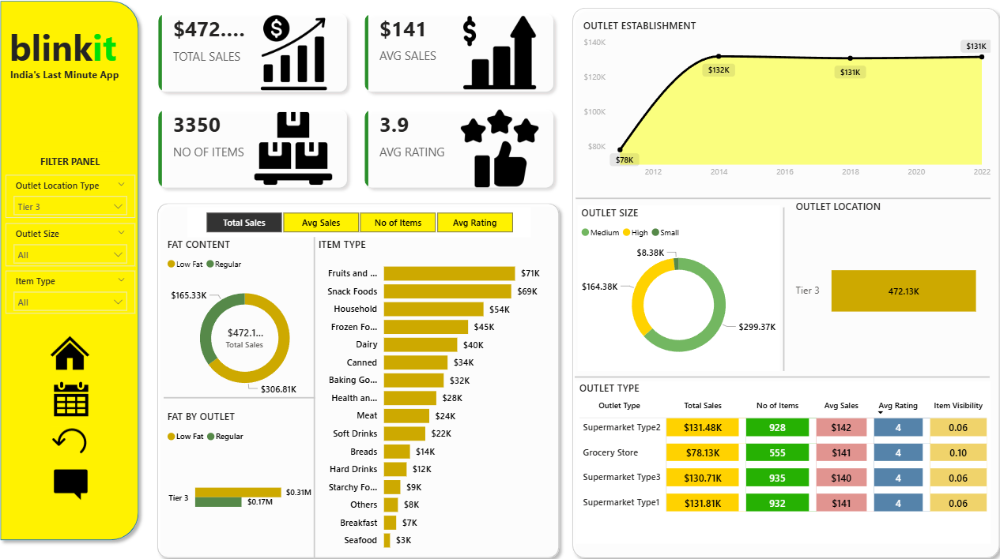 blinkit
India's Last Minute App
FILTER PANEL
Outlet Location Type
Tier 3
Outlet Size
All
Item Type
All
$472....
TOTAL SALES
$141
AVG SALES
3350
NO OF ITEMS
3.9
AVG RATING
Total Sales Avg Sales No of Items Avg Rating
FAT CONTENT
Low Fat Regular
$165.33K
$472.1...
Total Sales
$306.81K
FAT BY OUTLET
Low Fat Regular
Tier 3 $0.31M
$0.17M
ITEM TYPE
Fruits and ... $71K
Snack Foods $69K
Household $54K
Frozen Fo... $45K
Dairy $40K
Canned $34K
Baking Go... $32K
Health an... $28K
Meat $24K
Soft Drinks $22K
Breads $14K
Hard Drinks $12K
Starchy Fo... $9K
Others $8K
Breakfast $7K
Seafood $3K
OUTLET ESTABLISHMENT
$140K
$120K
$100K
$80K
$78K
$132K
$131K
$131K
2012 2014 2016 2018 2020 2022
OUTLET SIZE
Medium High Small
$8.38K
$164.38K
$299.37K
OUTLET LOCATION
Tier 3 472.13K
OUTLET TYPE
Outlet Type Total Sales No of Items Avg Sales Avg Rating Item Visibility
Supermarket Type2 $131.48K 928 $142 4 0.06
Grocery Store $78.13K 555 $141 4 0.10
Supermarket Type3 $130.71K 935 $140 4 0.06
Supermarket Type1 $131.81K 932 $141 4 0.06